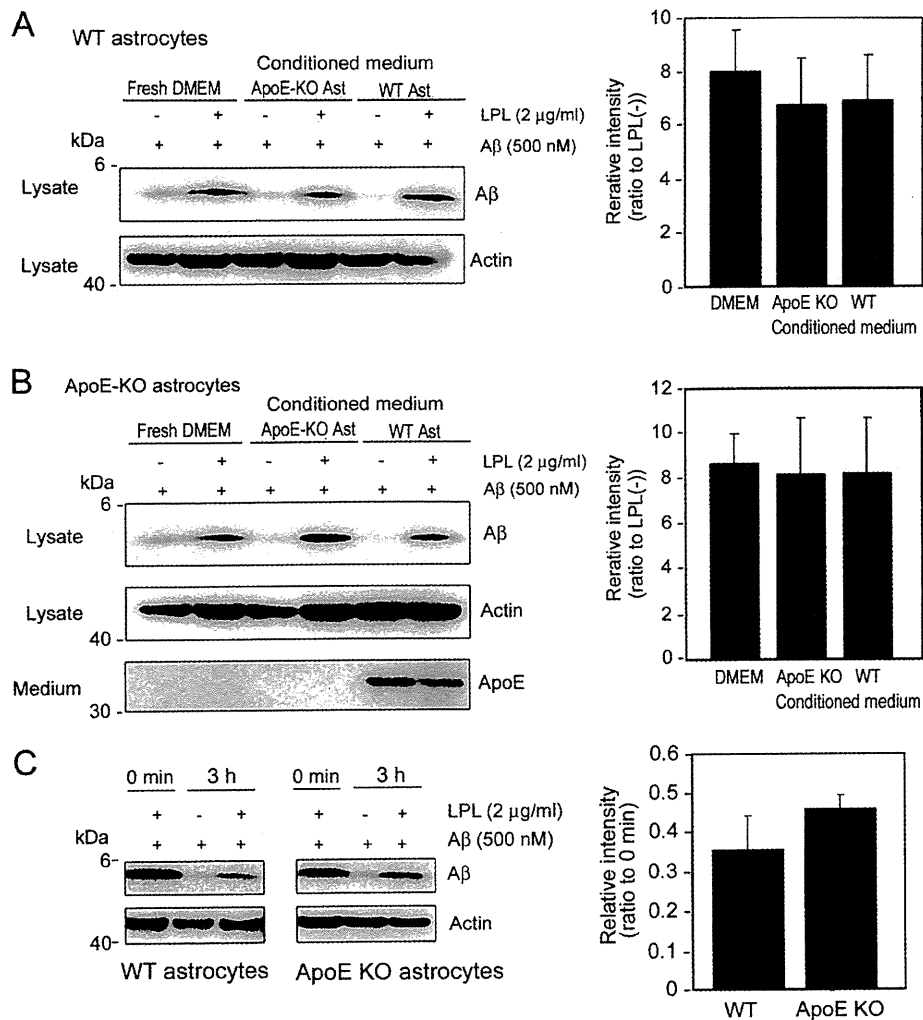 A
WT astrocytes
Conditioned medium
Fresh DMEM ApoE-KO Ast WT Ast
- + - + - + LPL (2 µg/ml)
kDa + + + + + + Aβ (500 nM)
6 -
Lysate Aβ
Lysate Actin
40 -
10
8
6
4
2
0
Rerative intensity
(ratio to LPL(-))
DMEM ApoE KO WT
Conditioned medium
B
ApoE-KO astrocytes
Conditioned medium
Fresh DMEM ApoE-KO Ast WT Ast
- + - + - + LPL (2 µg/ml)
kDa + + + + + + Aβ (500 nM)
6 -
Lysate Aβ
Lysate Actin
40 -
Medium ApoE
30 -
12
10
8
6
4
2
0
Rerative intensity
(ratio to LPL(-))
DMEM ApoE KO WT
Conditioned medium
C
0 min 3 h 0 min 3 h
+ - + + - + LPL (2 µg/ml)
kDa + + + + + + Aβ (500 nM)
6-
Aβ
Actin
40-
WT astrocytes ApoE KO astrocytes
0.6
0.5
0.4
0.3
0.2
0.1
0
Relative intensity
(ratio to 0 min)
WT ApoE KO